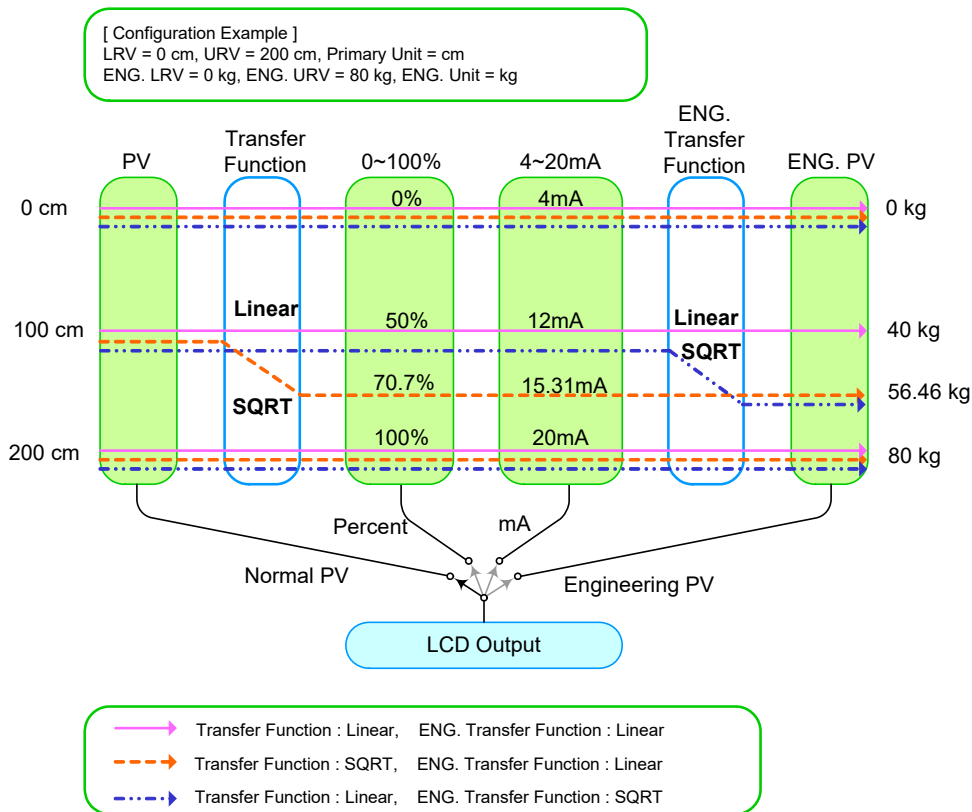 [ Configuration Example ]
LRV = 0 cm, URV = 200 cm, Primary Unit = cm
ENG. LRV = 0 kg, ENG. URV = 80 kg, ENG. Unit = kg
PV
Transfer
Function
0~100%
4~20mA
ENG.
Transfer
Function
ENG. PV
0 cm
0%
4mA
0 kg
Linear
100 cm
50%
12mA
Linear
40 kg
SQRT
SQRT
70.7%
15.31mA
56.46 kg
200 cm
100%
20mA
80 kg
Percent
mA
Normal PV
Engineering PV
LCD Output
Transfer Function : Linear, ENG. Transfer Function : Linear
Transfer Function : SQRT, ENG. Transfer Function : Linear
Transfer Function : Linear, ENG. Transfer Function : SQRT